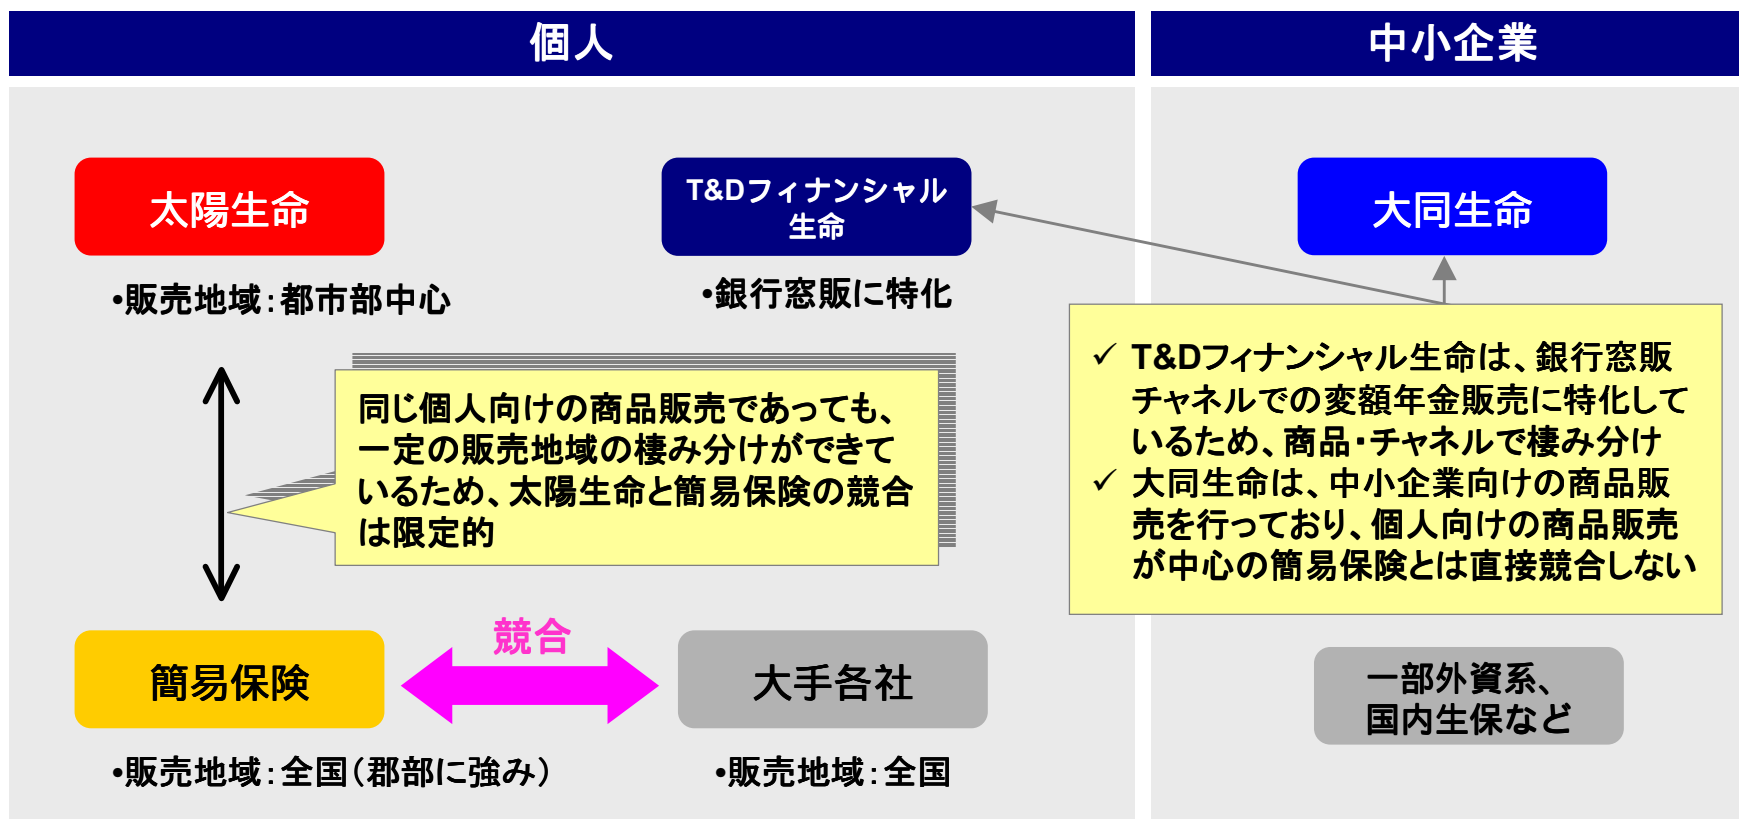 個人
中小企業
太陽生命
T&Dフィナンシャル
生命
大同生命
•販売地域：都市部中心
•銀行窓販に特化
同じ個人向けの商品販売であっても、
一定の販売地域の棲み分けができて
いるため、太陽生命と簡易保険の競合
は限定的
✓ T&Dフィナンシャル生命は、銀行窓販
チャネルでの変額年金販売に特化して
いるため、商品・チャネルで棲み分け
✓ 大同生命は、中小企業向けの商品販
売を行っており、個人向けの商品販売
が中心の簡易保険とは直接競合しない
競合
簡易保険
大手各社
一部外資系、
国内生保など
•販売地域：全国（郡部に強み）
•販売地域：全国